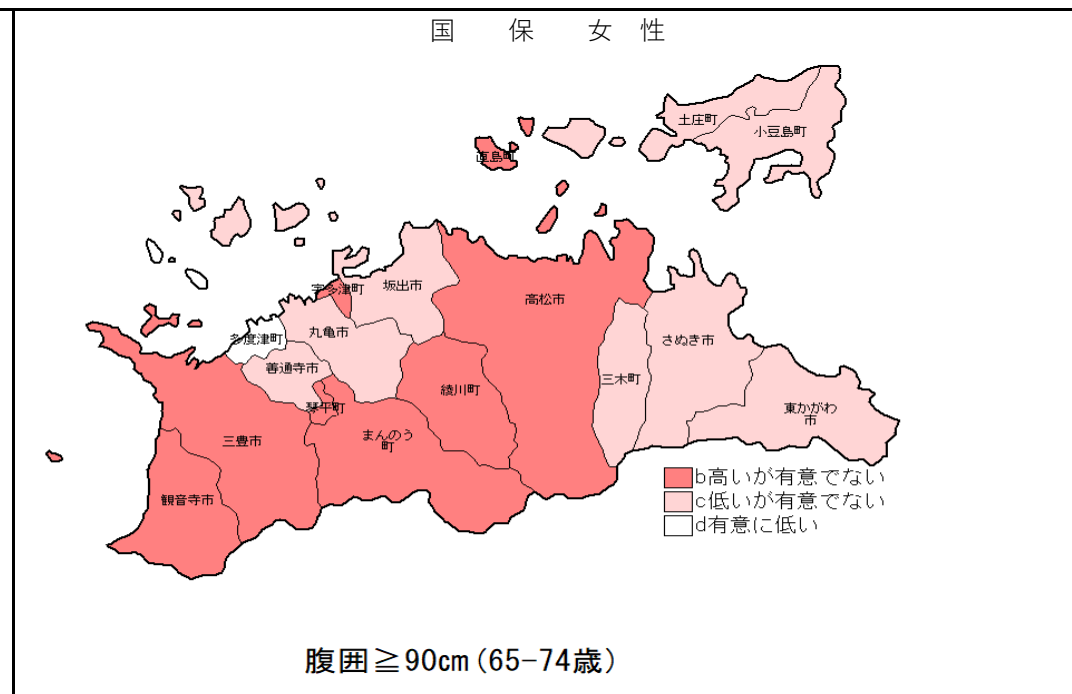 国 保 女 性
土庄町
小豆島町
直島町
宇多津町
坂出市
高松市
多度津町
丸亀市
さぬき市
善通寺市
三木町
綾川町
琴平町
東かがわ
市
まんのう
町
三豊市
観音寺市
b高いが有意でない
c低いが有意でない
d有意に低い
腹囲≧90cm(65-74歳)